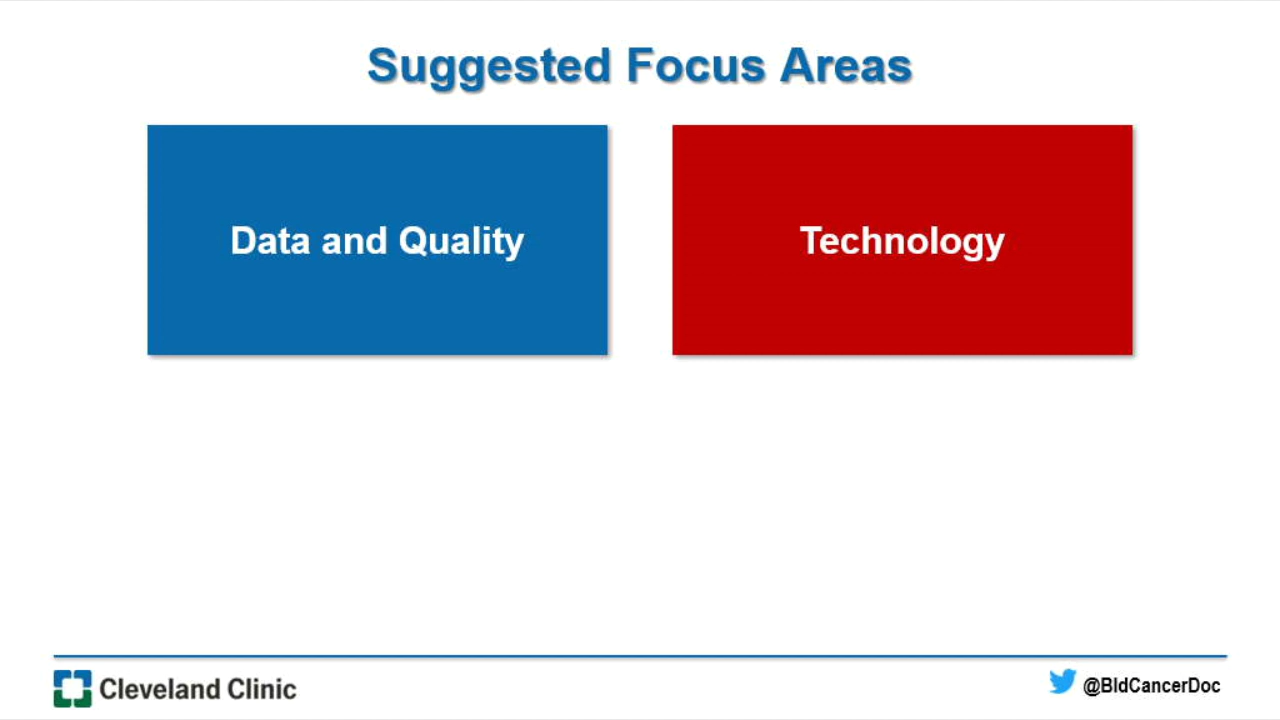 Suggested Focus Areas
Data and Quality
Technology
Cleveland Clinic
@BldCancerDoc